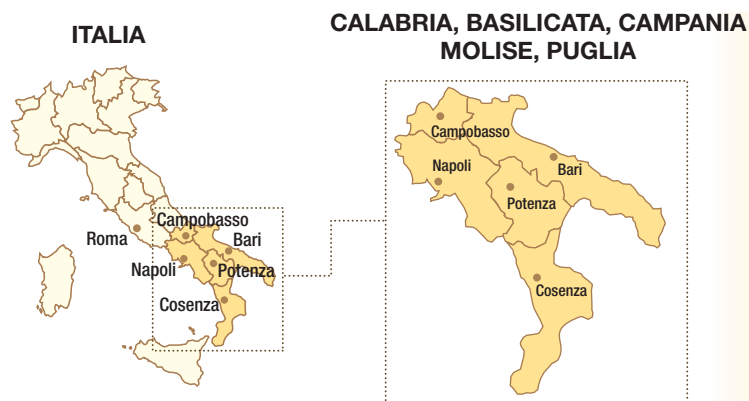 ITALIA
CALABRIA, BASILICATA, CAMPANIA
MOLISE, PUGLIA
Campobasso
Roma
Bari
Napoli
Potenza
Cosenza
Campobasso
Napoli
Bari
Potenza
Cosenza